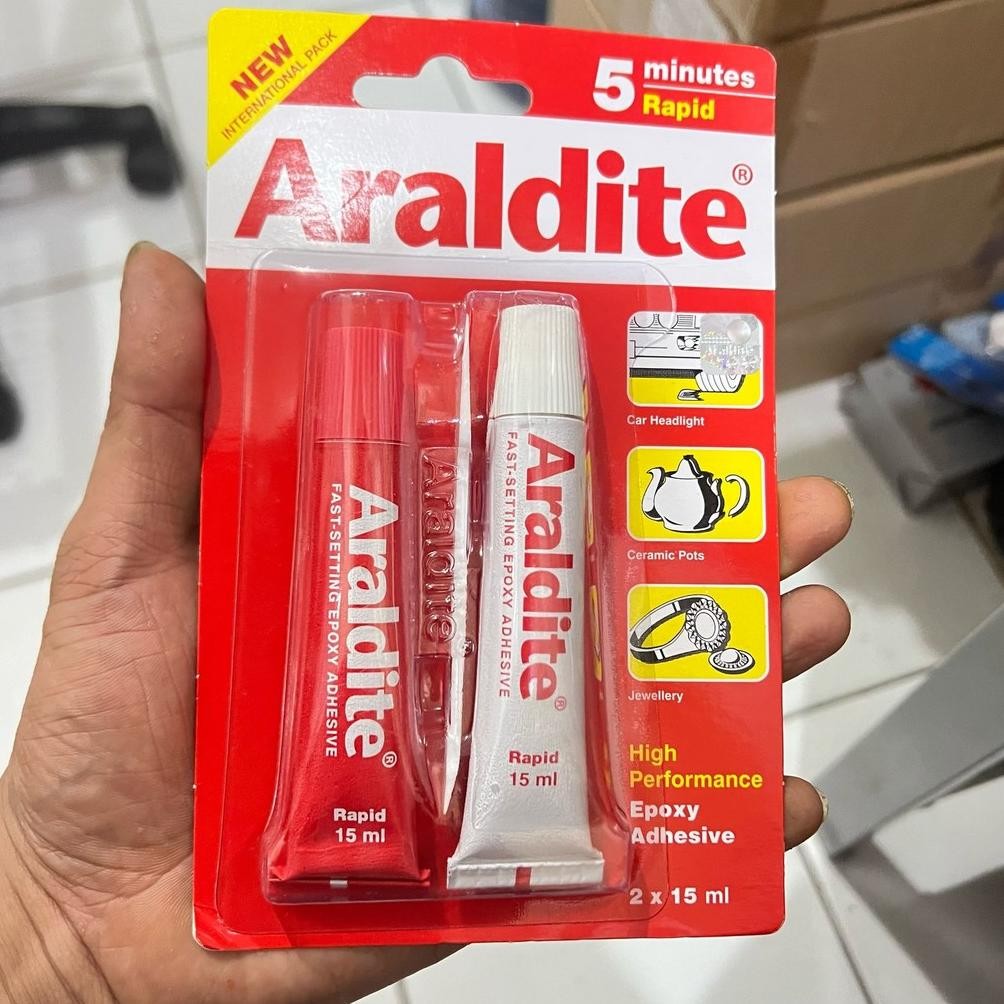 NEW
INTERNATIONAL PACK
5 minutes
Rapid
Araldite®
Araldite
Car Headlight
Ceramic Pots
Jewellery
Araldite®
FAST-SETTING EPOXY ADHESIVE
Rapid
15 ml
Araldite®
Araldite®
FAST-SETTING EPOXY ADHESIVE
Rapid
15 ml
High
Performance
Epoxy
Adhesive
2 x 15 ml